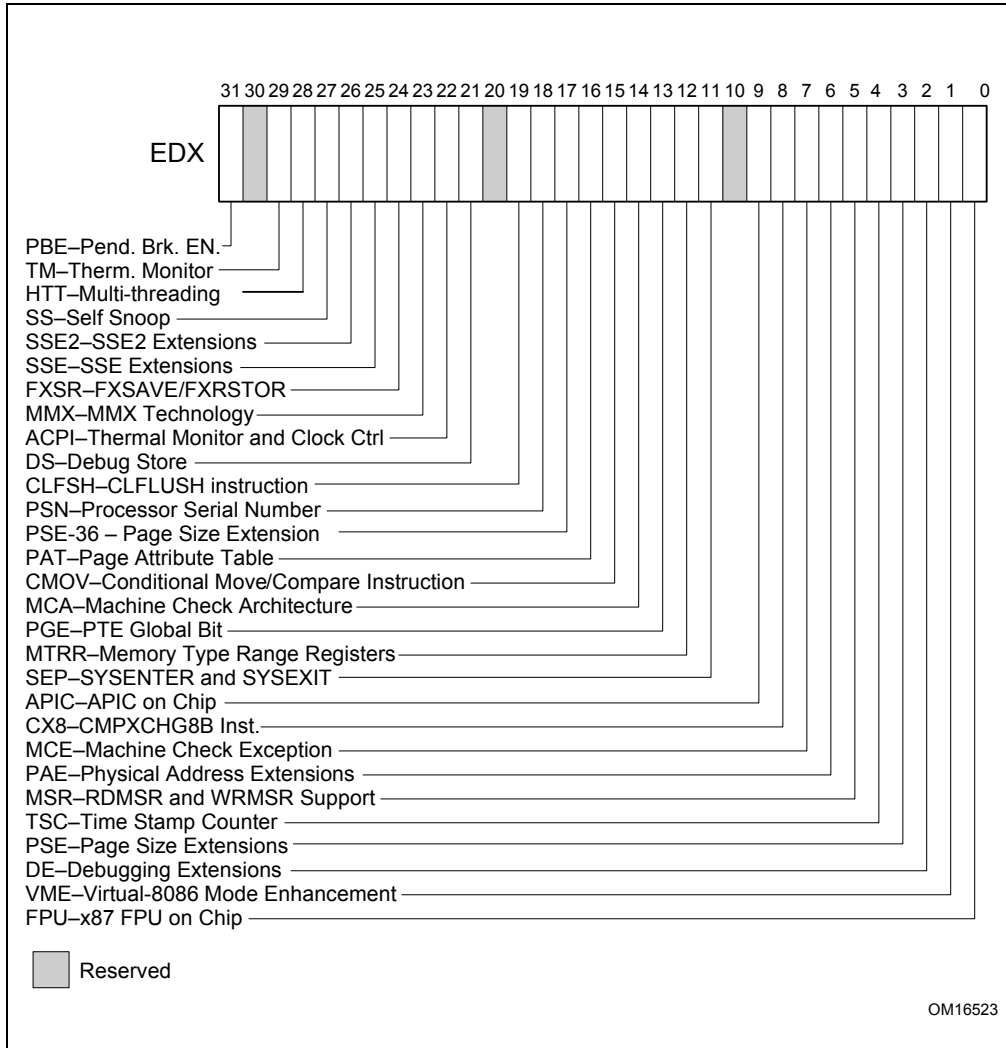 31 30 29 28 27 26 25 24 23 22 21 20 19 18 17 16 15 14 13 12 11 10 9 8 7 6 5 4 3 2 1 0
EDX
PBE–Pend. Brk. EN.
TM–Therm. Monitor
HTT–Multi-threading
SS–Self Snoop
SSE2–SSE2 Extensions
SSE–SSE Extensions
FXSR–FXSAVE/FXRSTOR
MMX–MMX Technology
ACPI–Thermal Monitor and Clock Ctrl
DS–Debug Store
CLFSH–CLFLUSH instruction
PSN–Processor Serial Number
PSE-36 – Page Size Extension
PAT–Page Attribute Table
CMOV–Conditional Move/Compare Instruction
MCA–Machine Check Architecture
PGE–PTE Global Bit
MTRR–Memory Type Range Registers
SEP–SYSENTER and SYSEXIT
APIC–APIC on Chip
CX8–CMPXCHG8B Inst.
MCE–Machine Check Exception
PAE–Physical Address Extensions
MSR–RDMSR and WRMSR Support
TSC–Time Stamp Counter
PSE–Page Size Extensions
DE–Debugging Extensions
VME–Virtual-8086 Mode Enhancement
FPU–x87 FPU on Chip
Reserved
OM16523